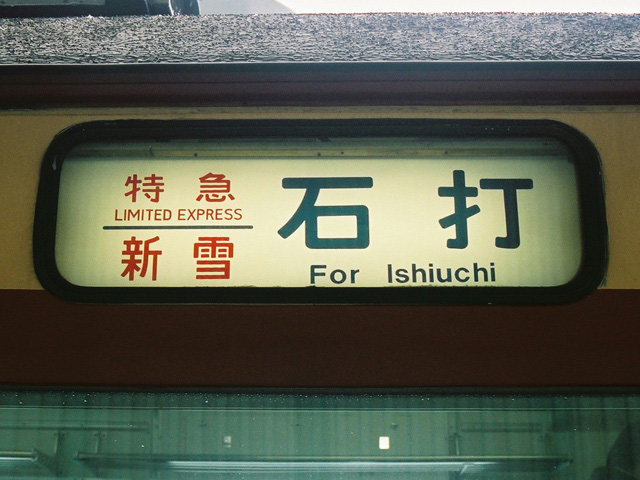 特急
LIMITED EXPRESS
新雪
石打
For Ishiuchi